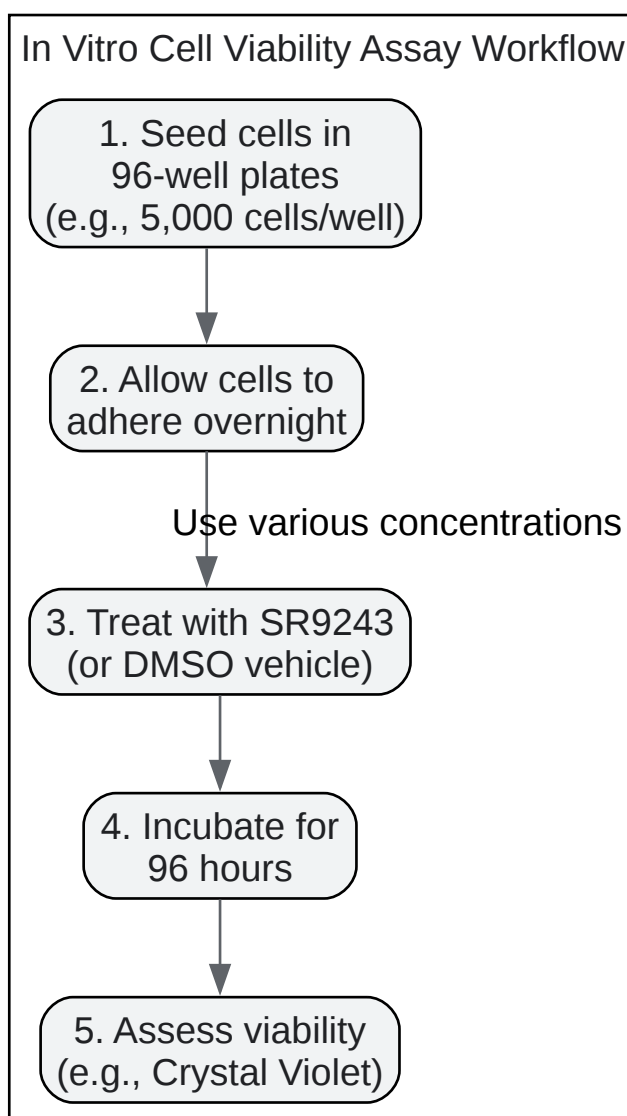 In Vitro Cell Viability Assay Workflow
1. Seed cells in
96-well plates
(e.g., 5,000 cells/well)
2. Allow cells to
adhere overnight
Use various concentrations
3. Treat with SR9243
(or DMSO vehicle)
4. Incubate for
96 hours
5. Assess viability
(e.g., Crystal Violet)